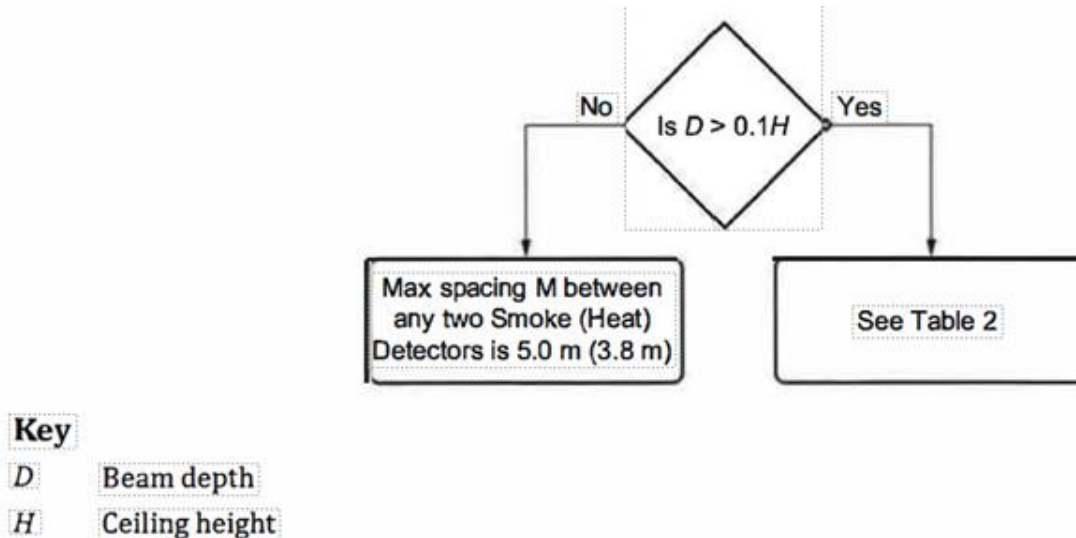 Is D > 0.1H
No
Yes
Max spacing M between
any two Smoke (Heat)
Detectors is 5.0 m (3.8 m)
See Table 2
Key
D Beam depth
H Ceiling height